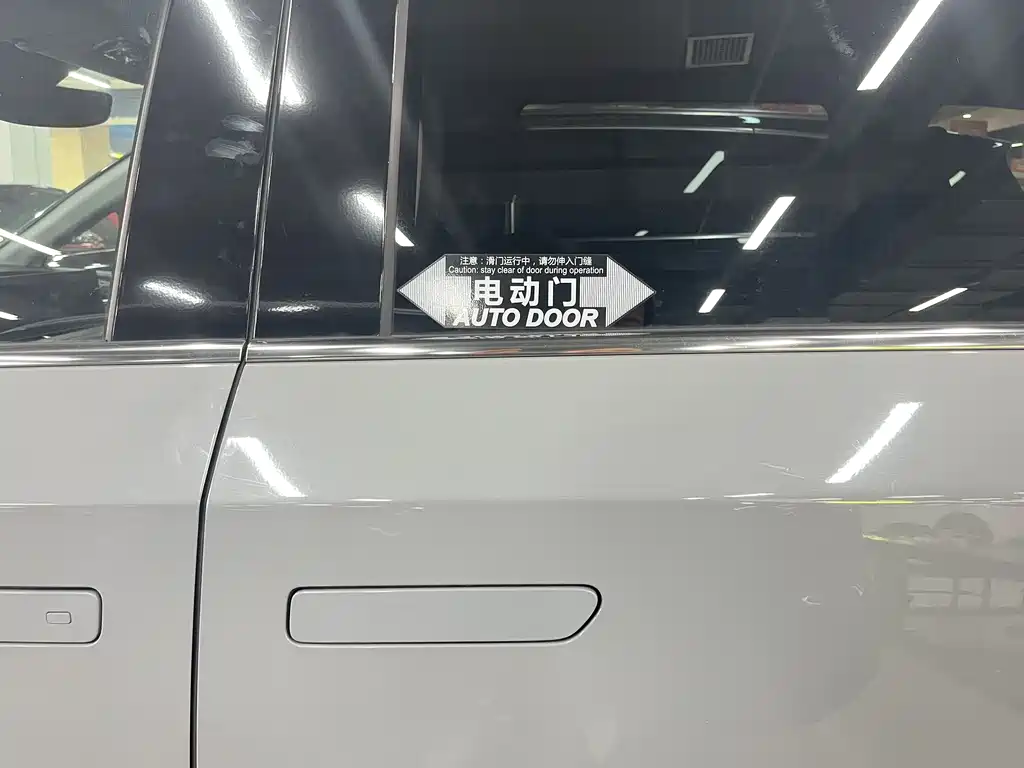 注意：滑门运行中，请勿伸入门缝
Caution: stay clear of door during operation
电动门
AUTO DOOR